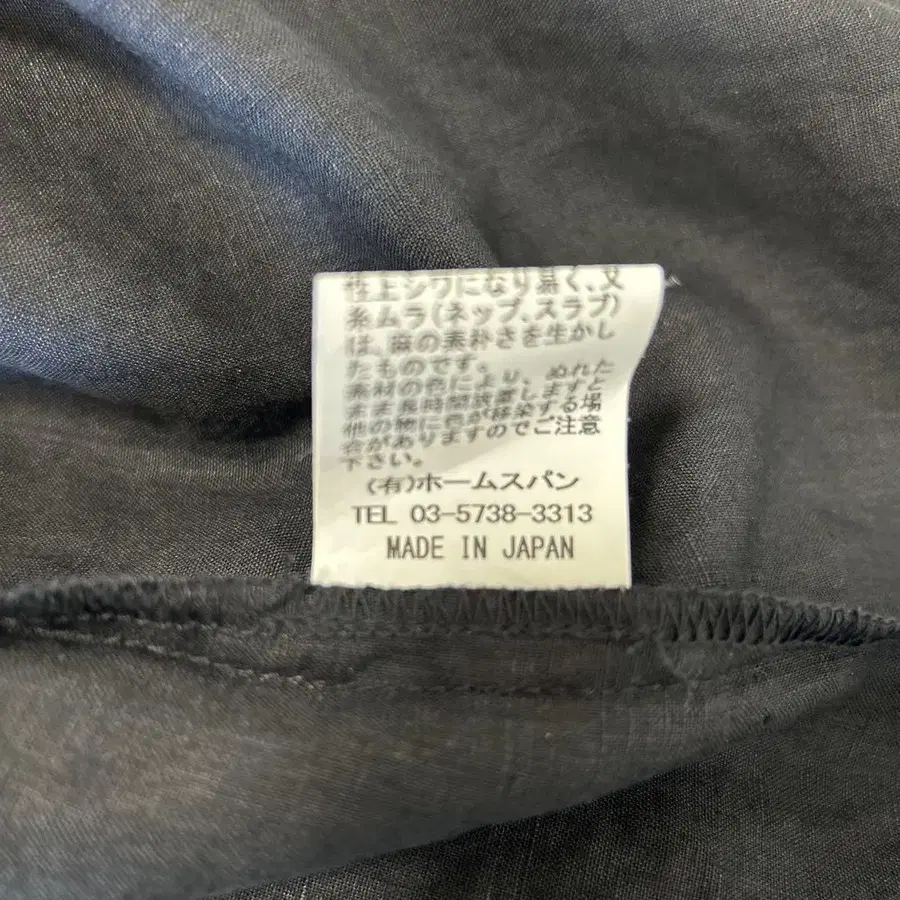 性上シワになり易く、又
糸ムラ(ネップ、スラブ)
は、麻の素朴さを生かし
たものです。
素材の色により、ぬれた
まま長時間放置しますと
他の物に色が移染する場
合がありますのでご注意
下さい。
(有)ホームスパン
TEL 03-5738-3313
MADE IN JAPAN